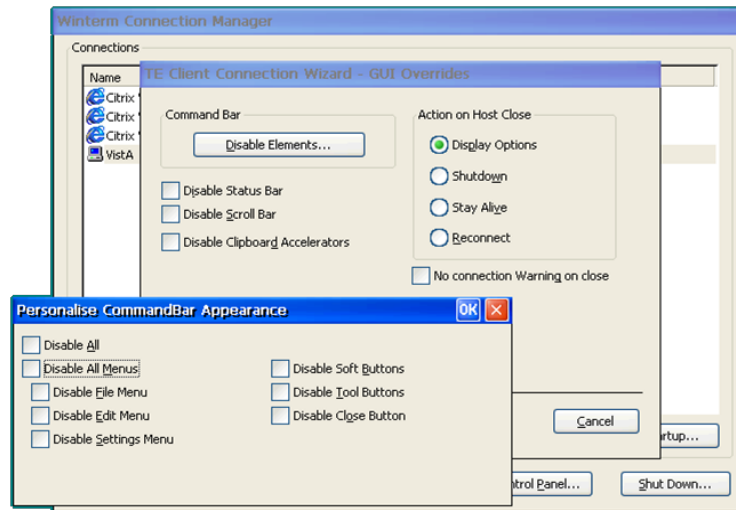 Winterm Connection Manager
Connections
Name
Citrix
Citrix
Citrix
VistA
TE Client Connection Wizard - GUI Overrides
Command Bar
Disable Elements...
Disable Status Bar
Disable Scroll Bar
Disable Clipboard Accelerators
Action on Host Close
Display Options
Shutdown
Stay Alive
Reconnect
No connection Warning on close
Cancel
Personalise CommandBar Appearance
OK
Disable All
Disable All Menus
Disable File Menu
Disable Edit Menu
Disable Settings Menu
Disable Soft Buttons
Disable Tool Buttons
Disable Close Button
Panel...
Shut Down...